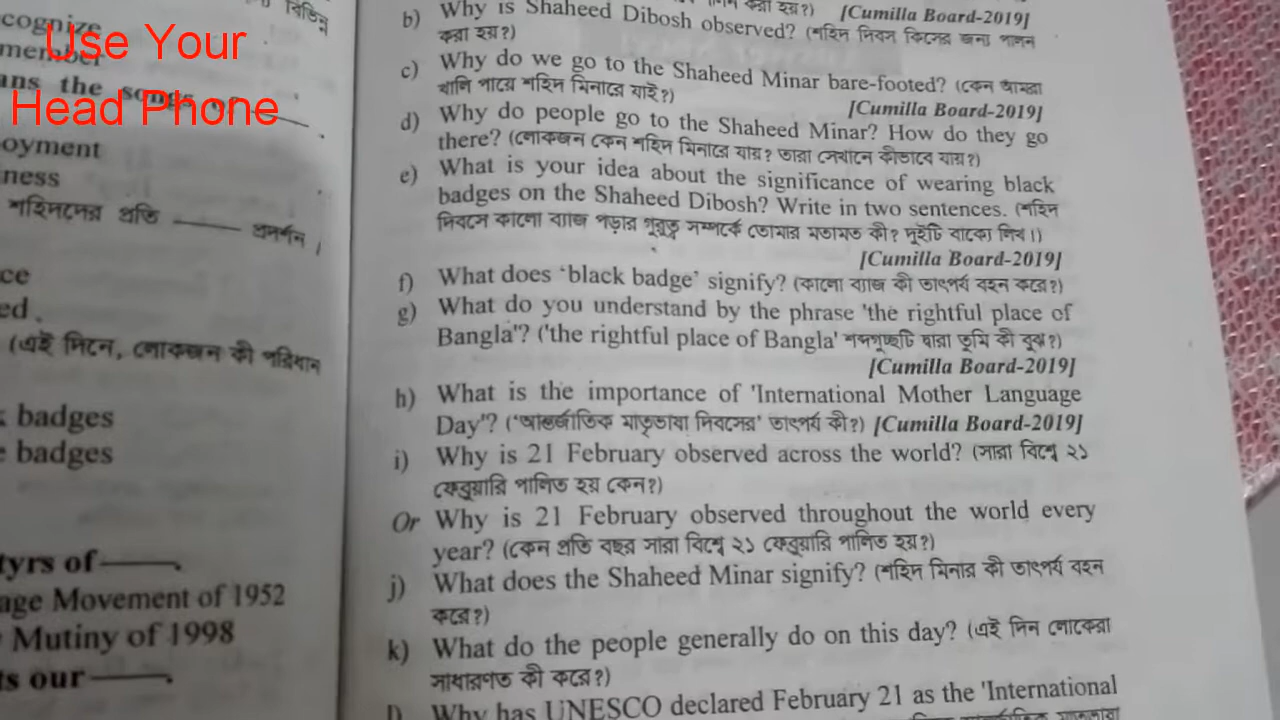 Use Your
Head Phone
cognize
member
ans the songs
oyment
ness
শহিদদের প্রতি ——— প্রদর্শন।
ce
ed
(এই দিনে, লোকজন কী পরিধান
badges
badges
tyrs of ———.
age Movement of 1952
Mutiny of 1998
ts our ———.
করা হয়?) [Cumilla Board-2019]
b) Why is Shaheed Dibosh observed? (শহিদ দিবস কিসের জন্য পালন
করা হয়?)
c) Why do we go to the Shaheed Minar bare-footed? (কেন আমরা
খালি পায়ে শহিদ মিনারে যাই?) [Cumilla Board-2019]
d) Why do people go to the Shaheed Minar? How do they go
there? (লোকজন কেন শহিদ মিনারে যায়? তারা সেখানে কীভাবে যায়?)
e) What is your idea about the significance of wearing black
badges on the Shaheed Dibosh? Write in two sentences. (শহিদ
দিবসে কালো ব্যাজ পড়ার গুরুত্ব সম্পর্কে তোমার মতামত কী? দুইটি বাক্যে লিখ।)
[Cumilla Board-2019]
f) What does ‘black badge’ signify? (কালো ব্যাজ কী তাৎপর্য বহন করে?)
g) What do you understand by the phrase 'the rightful place of
Bangla'? ('the rightful place of Bangla' শব্দগুচ্ছটি দ্বারা তুমি কী বুঝ?)
[Cumilla Board-2019]
h) What is the importance of 'International Mother Language
Day'? (‘আন্তর্জাতিক মাতৃভাষা দিবসের’ তাৎপর্য কী?) [Cumilla Board-2019]
i) Why is 21 February observed across the world? (সারা বিশ্বে ২১
ফেব্রুয়ারি পালিত হয় কেন?)
Or Why is 21 February observed throughout the world every
year? (কেন প্রতি বছর সারা বিশ্বে ২১ ফেব্রুয়ারি পালিত হয়?)
j) What does the Shaheed Minar signify? (শহিদ মিনার কী তাৎপর্য বহন
করে?)
k) What do the people generally do on this day? (এই দিন লোকেরা
সাধারণত কী করে?)
Why has UNESCO declared February 21 as the 'International